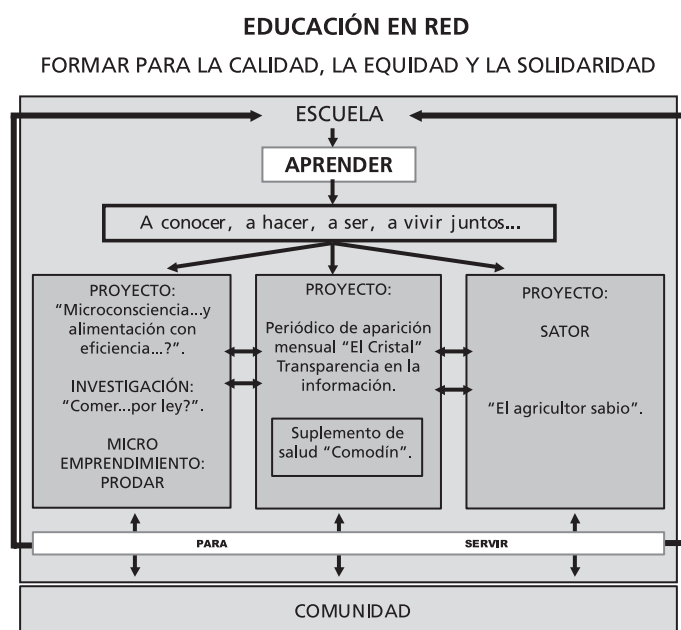 EDUCACIÓN EN RED
FORMAR PARA LA CALIDAD, LA EQUIDAD Y LA SOLIDARIDAD
ESCUELA
APRENDER
A conocer, a hacer, a ser, a vivir juntos...
PROYECTO:
“Microconsciencia...y
alimentación con
eficiencia...?”.
INVESTIGACIÓN:
“Comer...por ley?”.
MICRO
EMPRENDIMIENTO:
PRODAR
PROYECTO:
Periódico de aparición
mensual “El Cristal”
Transparencia en la
información.
Suplemento de
salud “Comodín”.
PROYECTO:
SATOR
“El agricultor sabio”.
PARA SERVIR
COMUNIDAD